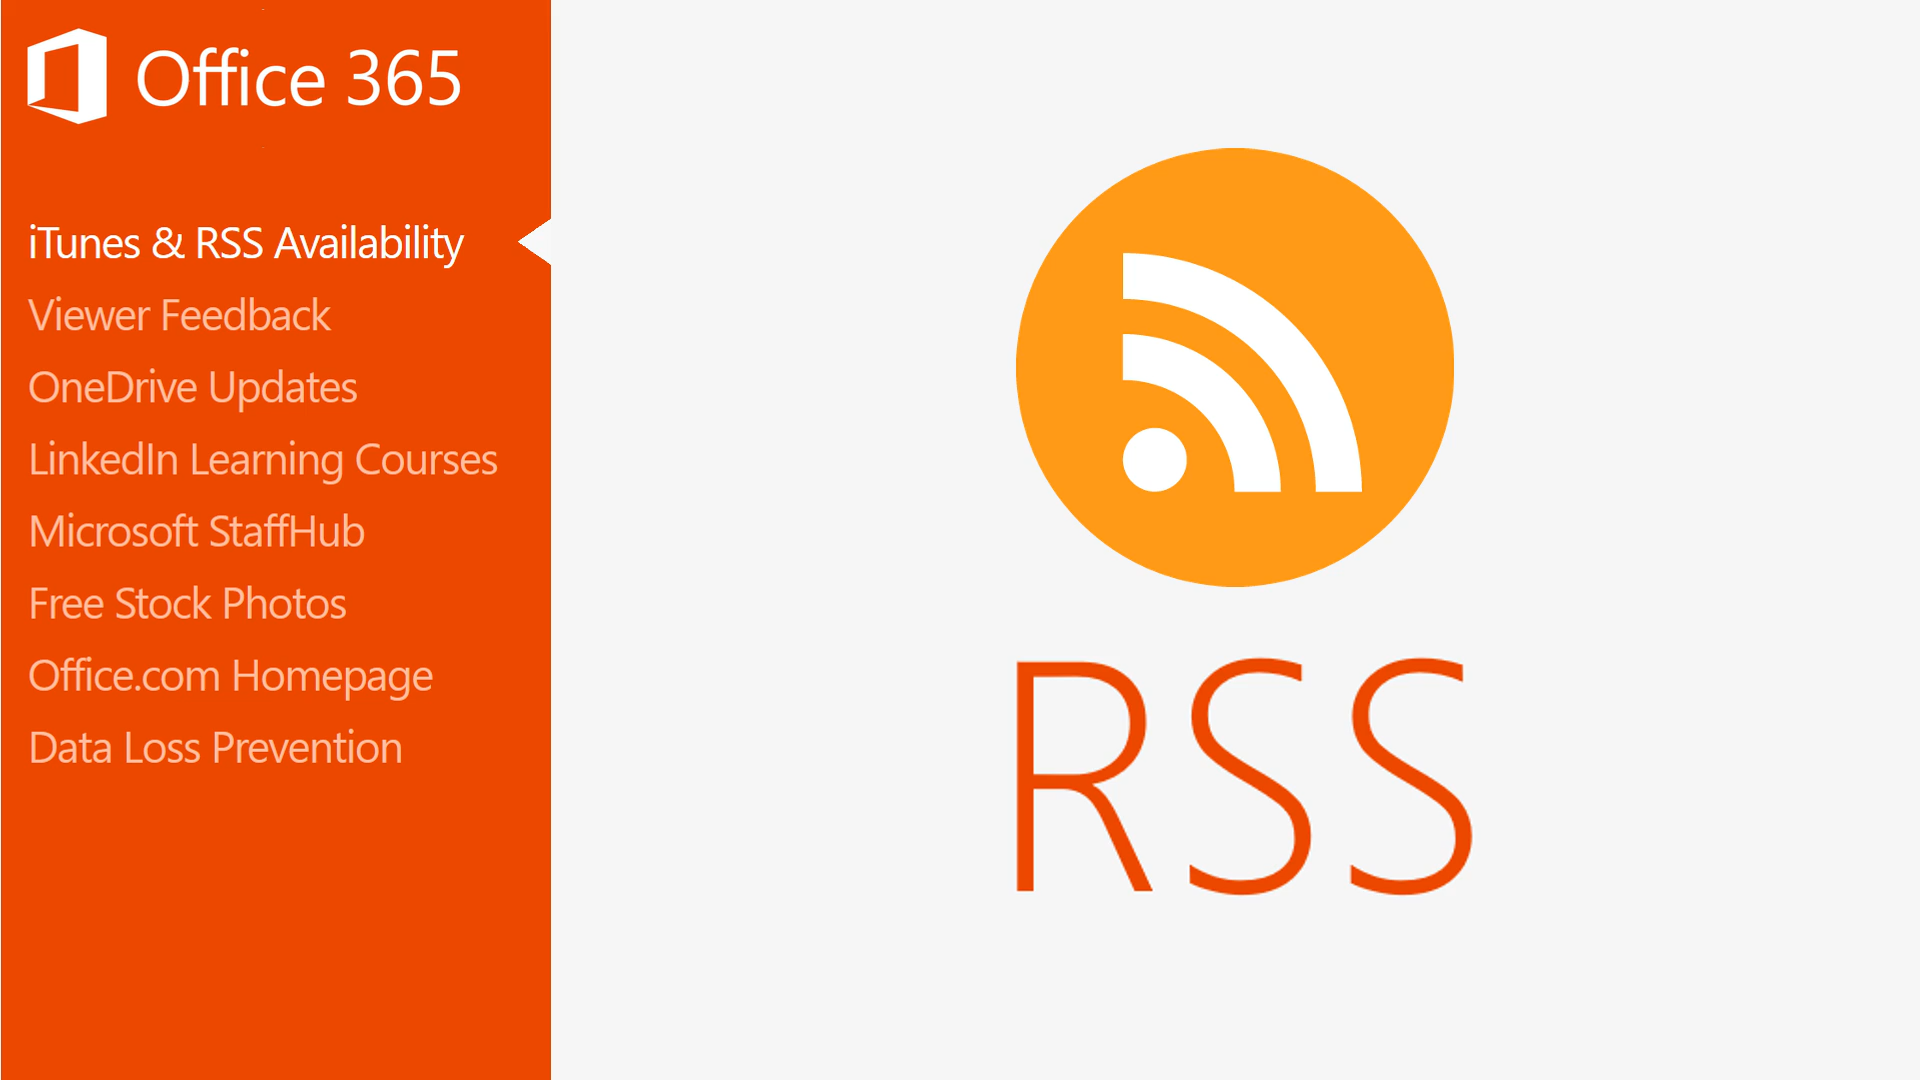 Office 365
iTunes & RSS Availability
Viewer Feedback
OneDrive Updates
LinkedIn Learning Courses
Microsoft StaffHub
Free Stock Photos
Office.com Homepage
Data Loss Prevention
RSS